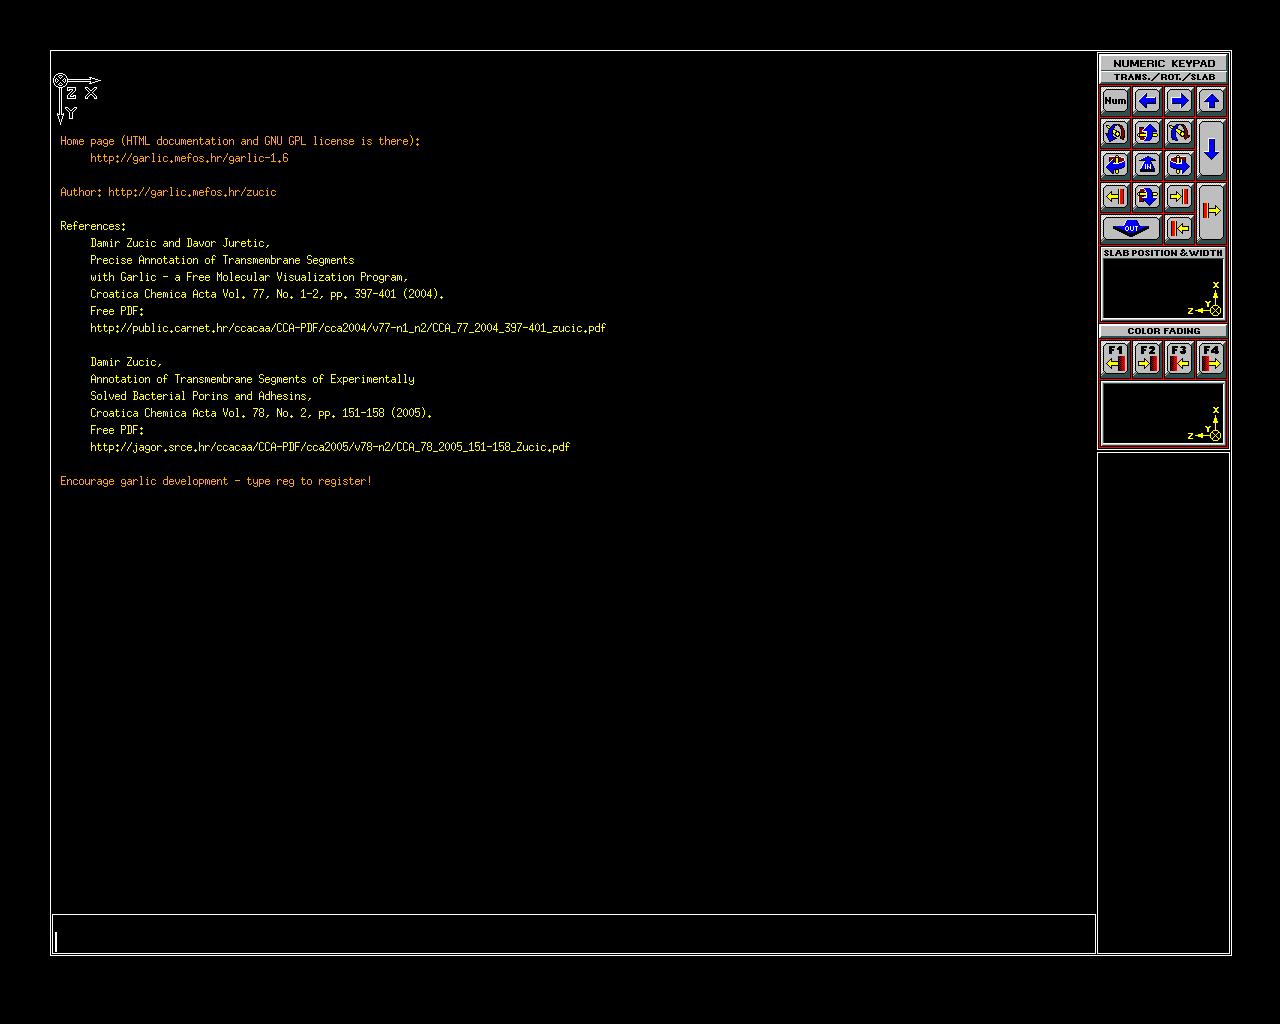 Z X
Y
Home page (HTML documentation and GNU GPL license is there):
http://garlic.mefos.hr/garlic-1.6
Author: http://garlic.mefos.hr/zucic
References:
Damir Zucic and Davor Juretic,
Precise Annotation of Transmembrane Segments
with Garlic - a Free Molecular Visualization Program,
Croatica Chemica Acta Vol. 77, No. 1-2, pp. 397-401 (2004).
Free PDF:
http://public.carnet.hr/ccacaa/CCA-PDF/cca2004/v77-n1_n2/CCA_77_2004_397-401_zucic.pdf
Damir Zucic,
Annotation of Transmembrane Segments of Experimentally
Solved Bacterial Porins and Adhesins,
Croatica Chemica Acta Vol. 78, No. 2, pp. 151-158 (2005).
Free PDF:
http://jagor.srce.hr/ccacaa/CCA-PDF/cca2005/v78-n2/CCA_78_2005_151-158_Zucic.pdf
Encourage garlic development - type reg to register!
NUMERIC KEYPAD
TRANS./ROT./SLAB
Num
IN
OUT
SLAB POSITION & WIDTH
X
Y
Z
COLOR FADING
F1 F2 F3 F4
X
Y
Z